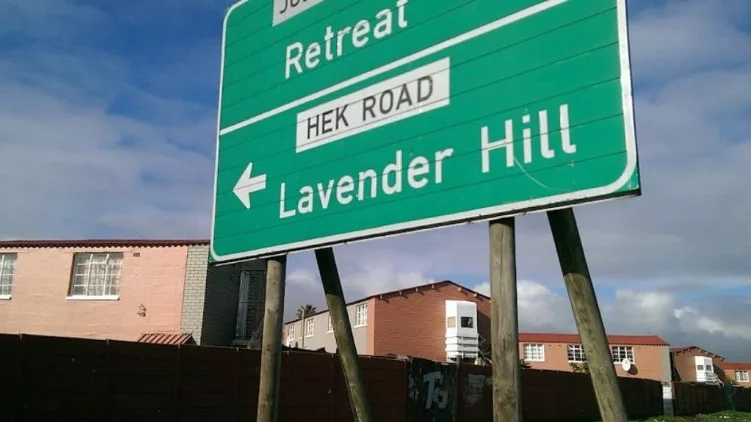 Retreat
HEK ROAD
Lavender Hill